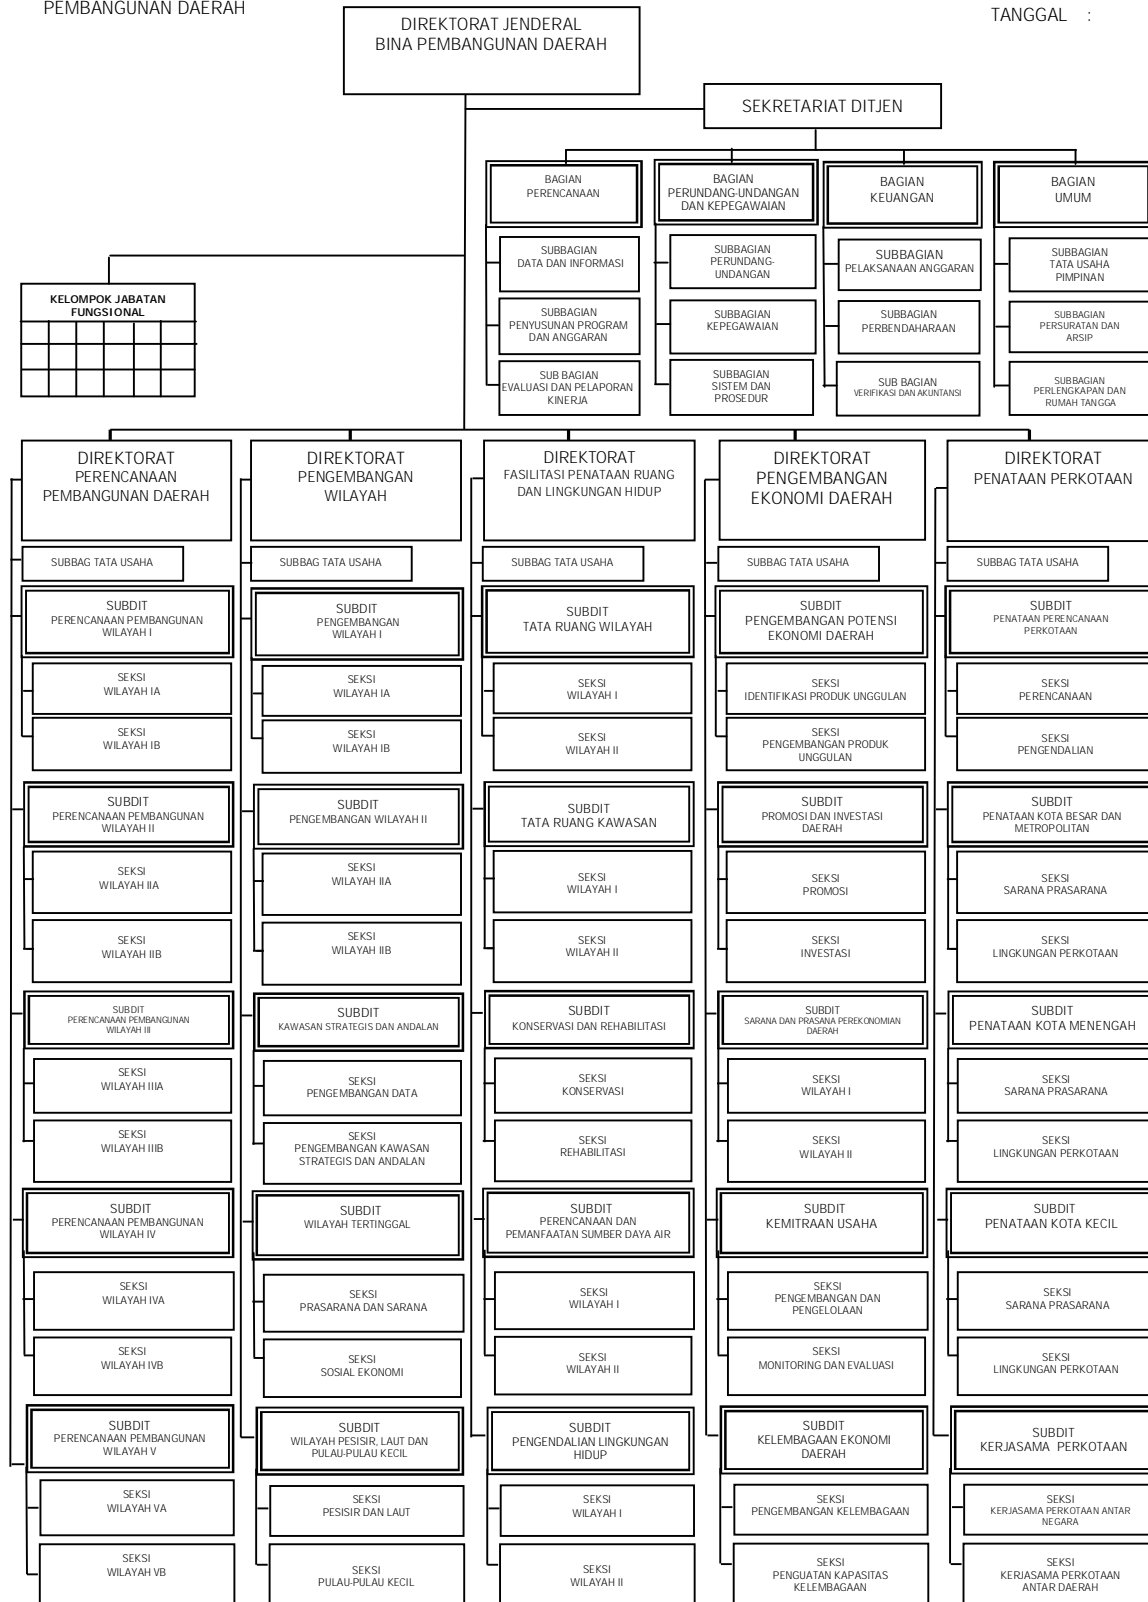 PEMBANGUNAN DAERAH
TANGGAL :
DIREKTORAT JENDERAL
BINA PEMBANGUNAN DAERAH
SEKRETARIAT DITJEN
BAGIAN
PERENCANAAN
SUBBAGIAN
DATA DAN INFORMASI
SUBBAGIAN
PENYUSUNAN PROGRAM
DAN ANGGARAN
SUB BAGIAN
EVALUASI DAN PELAPORAN
KINERJA
BAGIAN
PERUNDANG-UNDANGAN
DAN KEPEGAWAIAN
SUBBAGIAN
PERUNDANG-
UNDANGAN
SUBBAGIAN
KEPEGAWAIAN
SUBBAGIAN
SISTEM DAN
PROSEDUR
BAGIAN
KEUANGAN
SUBBAGIAN
PELAKSANAAN ANGGARAN
SUBBAGIAN
PERBENDAHARAAN
SUB BAGIAN
VERIFIKASI DAN AKUNTANSI
BAGIAN
UMUM
SUBBAGIAN
TATA USAHA
PIMPINAN
SUBBAGIAN
PERSURATAN DAN
ARSIP
SUBBAGIAN
PERLENGKAPAN DAN
RUMAH TANGGA
KELOMPOK JABATAN
FUNGSIONAL
DIREKTORAT
PERENCANAAN
PEMBANGUNAN DAERAH
SUBBAG TATA USAHA
SUBDIT
PERENCANAAN PEMBANGUNAN
WILAYAH I
SEKSI
WILAYAH IA
SEKSI
WILAYAH IB
SUBDIT
PERENCANAAN PEMBANGUNAN
WILAYAH II
SEKSI
WILAYAH IIA
SEKSI
WILAYAH IIB
SUBDIT
PERENCANAAN PEMBANGUNAN
WILAYAH III
SEKSI
WILAYAH IIIA
SEKSI
WILAYAH IIIB
SUBDIT
PERENCANAAN PEMBANGUNAN
WILAYAH IV
SEKSI
WILAYAH IVA
SEKSI
WILAYAH IVB
SUBDIT
PERENCANAAN PEMBANGUNAN
WILAYAH V
SEKSI
WILAYAH VA
SEKSI
WILAYAH VB
DIREKTORAT
PENGEMBANGAN
WILAYAH
SUBBAG TATA USAHA
SUBDIT
PENGEMBANGAN
WILAYAH I
SEKSI
WILAYAH IA
SEKSI
WILAYAH IB
SUBDIT
PENGEMBANGAN WILAYAH II
SEKSI
WILAYAH IIA
SEKSI
WILAYAH IIB
SUBDIT
KAWASAN STRATEGIS DAN ANDALAN
SEKSI
PENGEMBANGAN DATA
SEKSI
PENGEMBANGAN KAWASAN
STRATEGIS DAN ANDALAN
SUBDIT
WILAYAH TERTINGGAL
SEKSI
PRASARANA DAN SARANA
SEKSI
SOSIAL EKONOMI
SUBDIT
WILAYAH PESISIR, LAUT DAN
PULAU-PULAU KECIL
SEKSI
PESISIR DAN LAUT
SEKSI
PULAU-PULAU KECIL
DIREKTORAT
FASILITASI PENATAAN RUANG
DAN LINGKUNGAN HIDUP
SUBBAG TATA USAHA
SUBDIT
TATA RUANG WILAYAH
SEKSI
WILAYAH I
SEKSI
WILAYAH II
SUBDIT
TATA RUANG KAWASAN
SEKSI
WILAYAH I
SEKSI
WILAYAH II
SUBDIT
KONSERVASI DAN REHABILITASI
SEKSI
KONSERVASI
SEKSI
REHABILITASI
SUBDIT
PERENCANAAN DAN
PEMANFAATAN SUMBER DAYA AIR
SEKSI
WILAYAH I
SEKSI
WILAYAH II
SUBDIT
PENGENDALIAN LINGKUNGAN
HIDUP
SEKSI
WILAYAH I
SEKSI
WILAYAH II
DIREKTORAT
PENGEMBANGAN
EKONOMI DAERAH
SUBBAG TATA USAHA
SUBDIT
PENGEMBANGAN POTENSI
EKONOMI DAERAH
SEKSI
IDENTIFIKASI PRODUK UNGGULAN
SEKSI
PENGEMBANGAN PRODUK
UNGGULAN
SUBDIT
PROMOSI DAN INVESTASI
DAERAH
SEKSI
PROMOSI
SEKSI
INVESTASI
SUBDIT
SARANA DAN PRASANA PEREKONOMIAN
DAERAH
SEKSI
WILAYAH I
SEKSI
WILAYAH II
SUBDIT
KEMITRAAN USAHA
SEKSI
PENGEMBANGAN DAN
PENGELOLAAN
SEKSI
MONITORING DAN EVALUASI
SUBDIT
KELEMBAGAAN EKONOMI
DAERAH
SEKSI
PENGEMBANGAN KELEMBAGAAN
SEKSI
PENGUATAN KAPASITAS
KELEMBAGAAN
DIREKTORAT
PENATAAN PERKOTAAN
SUBBAG TATA USAHA
SUBDIT
PENATAAN PERENCANAAN
PERKOTAAN
SEKSI
PERENCANAAN
SEKSI
PENGENDALIAN
SUBDIT
PENATAAN KOTA BESAR DAN
METROPOLITAN
SEKSI
SARANA PRASARANA
SEKSI
LINGKUNGAN PERKOTAAN
SUBDIT
PENATAAN KOTA MENENGAH
SEKSI
SARANA PRASARANA
SEKSI
LINGKUNGAN PERKOTAAN
SUBDIT
PENATAAN KOTA KECIL
SEKSI
SARANA PRASARANA
SEKSI
LINGKUNGAN PERKOTAAN
SUBDIT
KERJASAMA PERKOTAAN
SEKSI
KERJASAMA PERKOTAAN ANTAR
NEGARA
SEKSI
KERJASAMA PERKOTAAN
ANTAR DAERAH